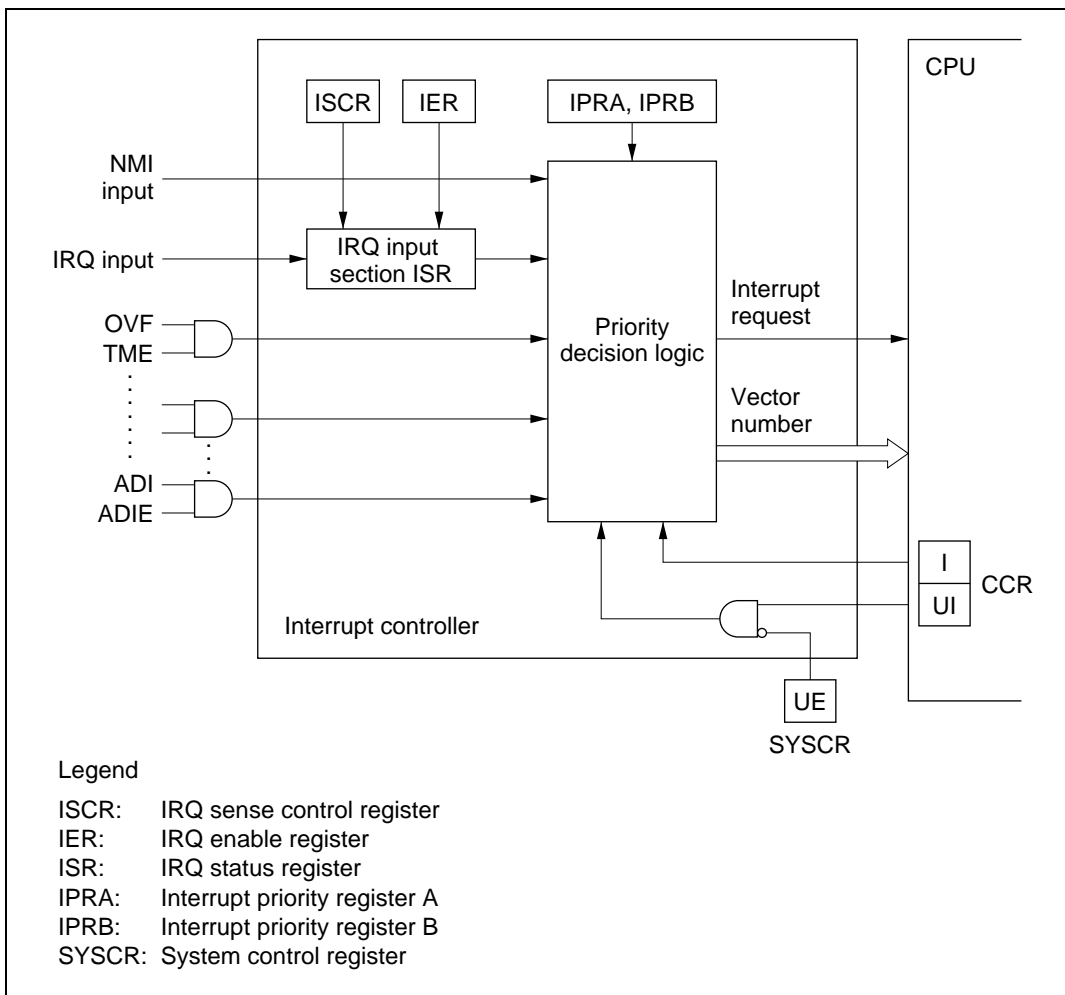 CPU
ISCR
IER
IPRA, IPRB
NMI
input
IRQ input
IRQ input
section ISR
OVF
TME
Priority
decision logic
Interrupt
request
Vector
number
ADI
ADIE
I
UI
CCR
Interrupt controller
UE
SYSCR
Legend
ISCR: IRQ sense control register
IER: IRQ enable register
ISR: IRQ status register
IPRA: Interrupt priority register A
IPRB: Interrupt priority register B
SYSCR: System control register